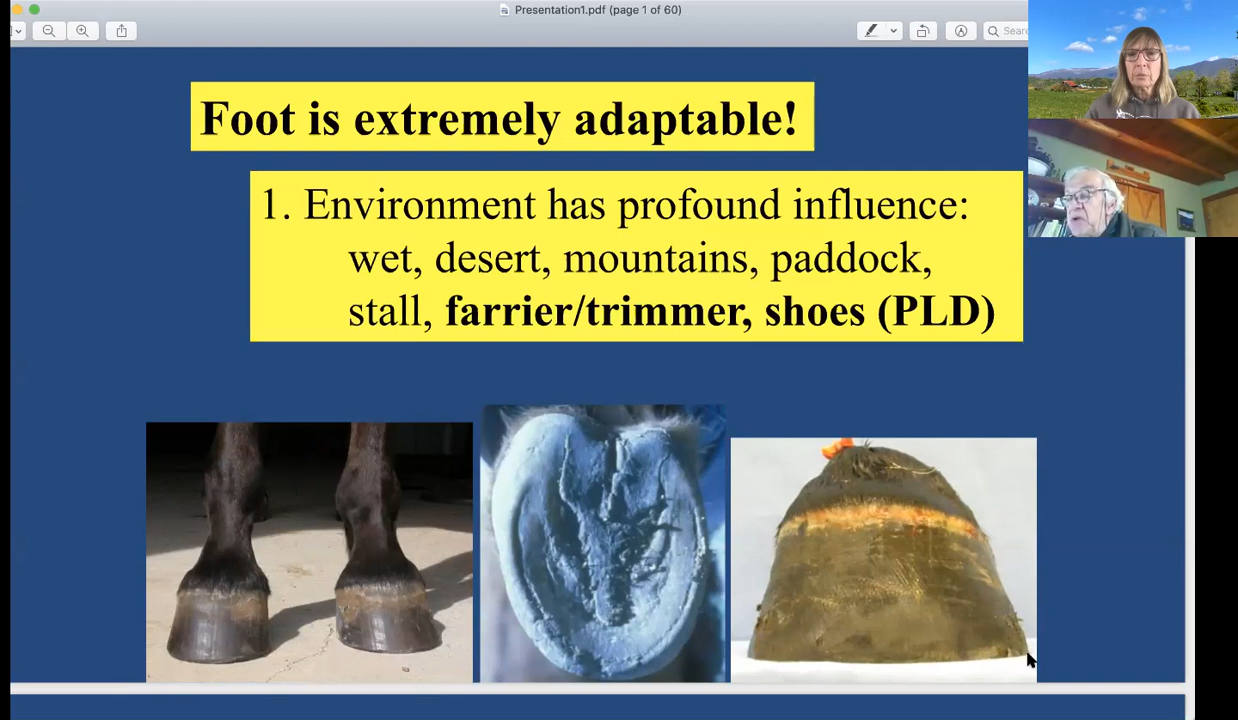 Presentation1.pdf (page 1 of 60)
Sear
Foot is extremely adaptable!
1. Environment has profound influence:
wet, desert, mountains, paddock,
stall, farrier/trimmer, shoes (PLD)